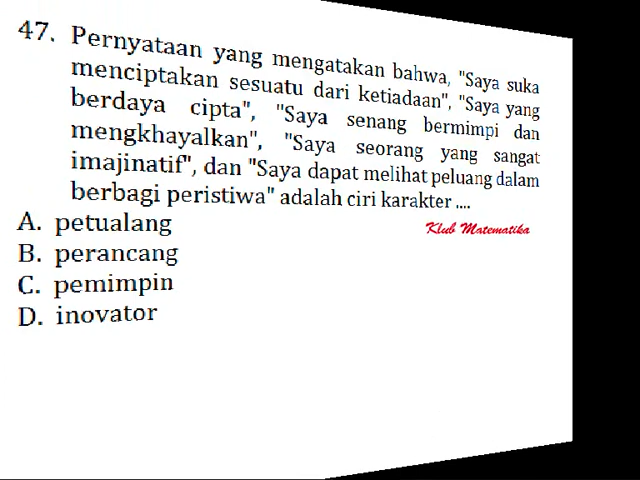 47. Pernyataan yang mengatakan bahwa, "Saya suka
menciptakan sesuatu dari ketiadaan", "Saya yang
berdaya cipta", "Saya senang bermimpi dan
mengkhayalkan", "Saya seorang yang sangat
imajinatif", dan "Saya dapat melihat peluang dalam
berbagi peristiwa" adalah ciri karakter ....
Klub Matematika
A. petualang
B. perancang
C. pemimpin
D. inovator